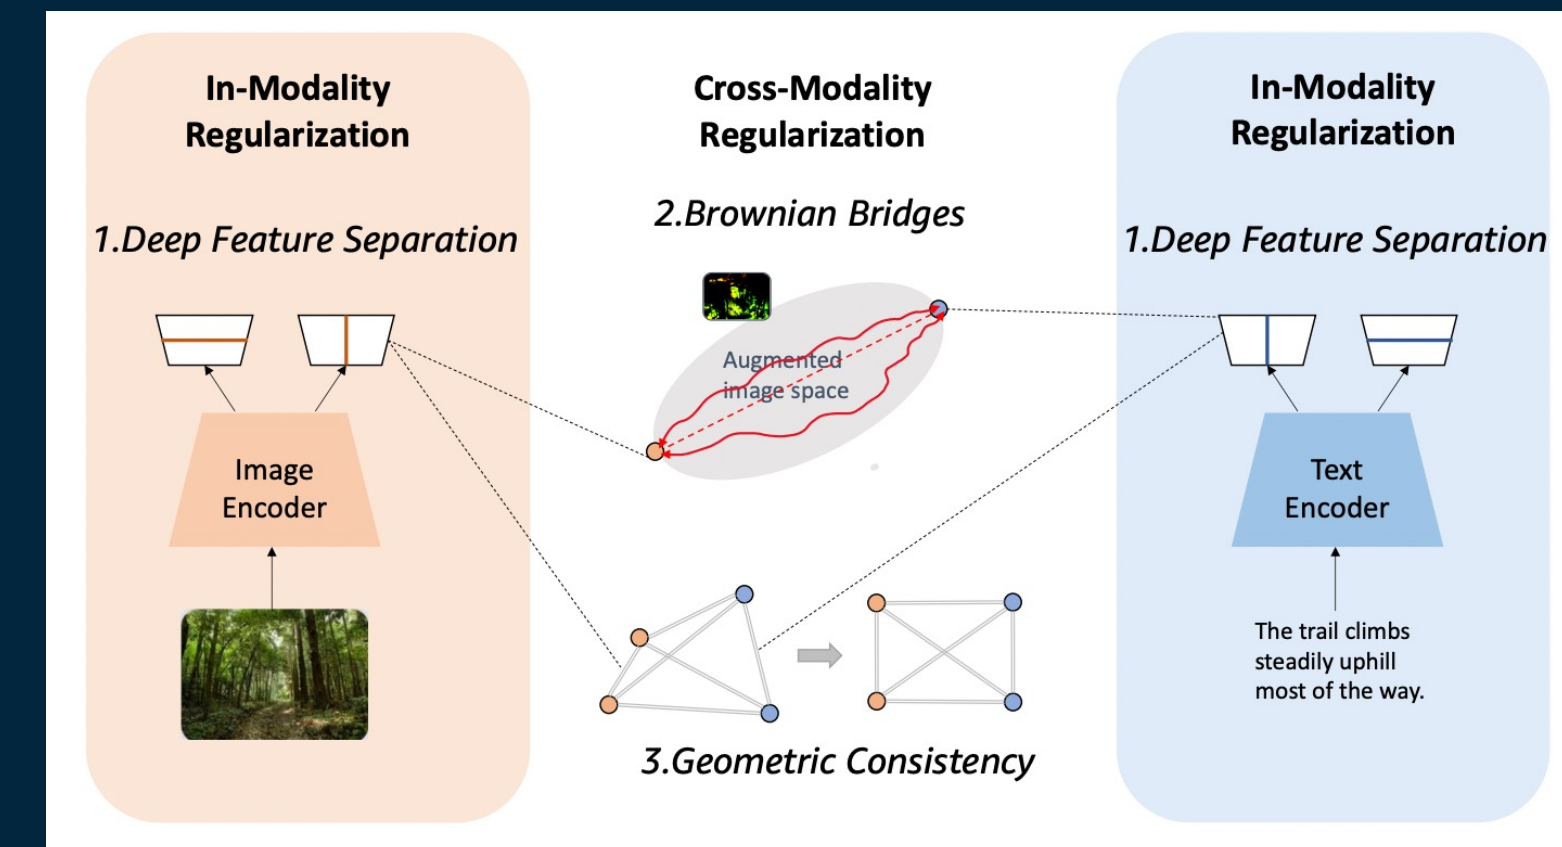 In-Modality
Regularization
1.Deep Feature Separation
Image
Encoder
Cross-Modality
Regularization
2.Brownian Bridges
Augmented
image space
3.Geometric Consistency
In-Modality
Regularization
1.Deep Feature Separation
Text
Encoder
The trail climbs
steadily uphill
most of the way.